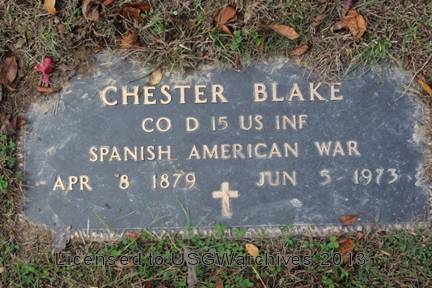 CHESTER BLAKE
CO D 15 US INF
SPANISH AMERICAN WAR
APR 8 1879 JUN 5 1973
Licensed to USGWarchives 2013